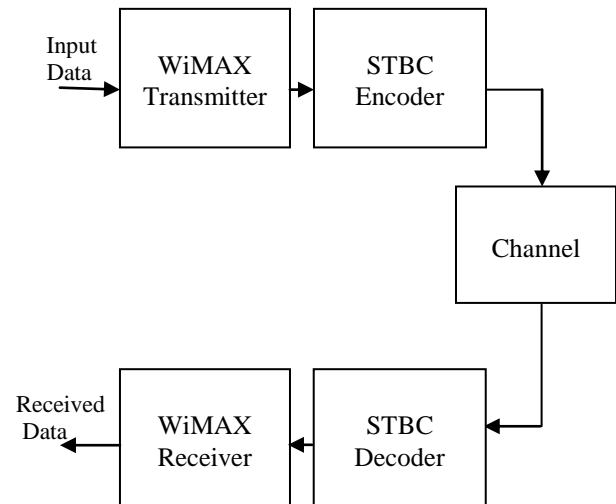 Input
Data
WiMAX
Transmitter
STBC
Encoder
Channel
Received
Data
WiMAX
Receiver
STBC
Decoder